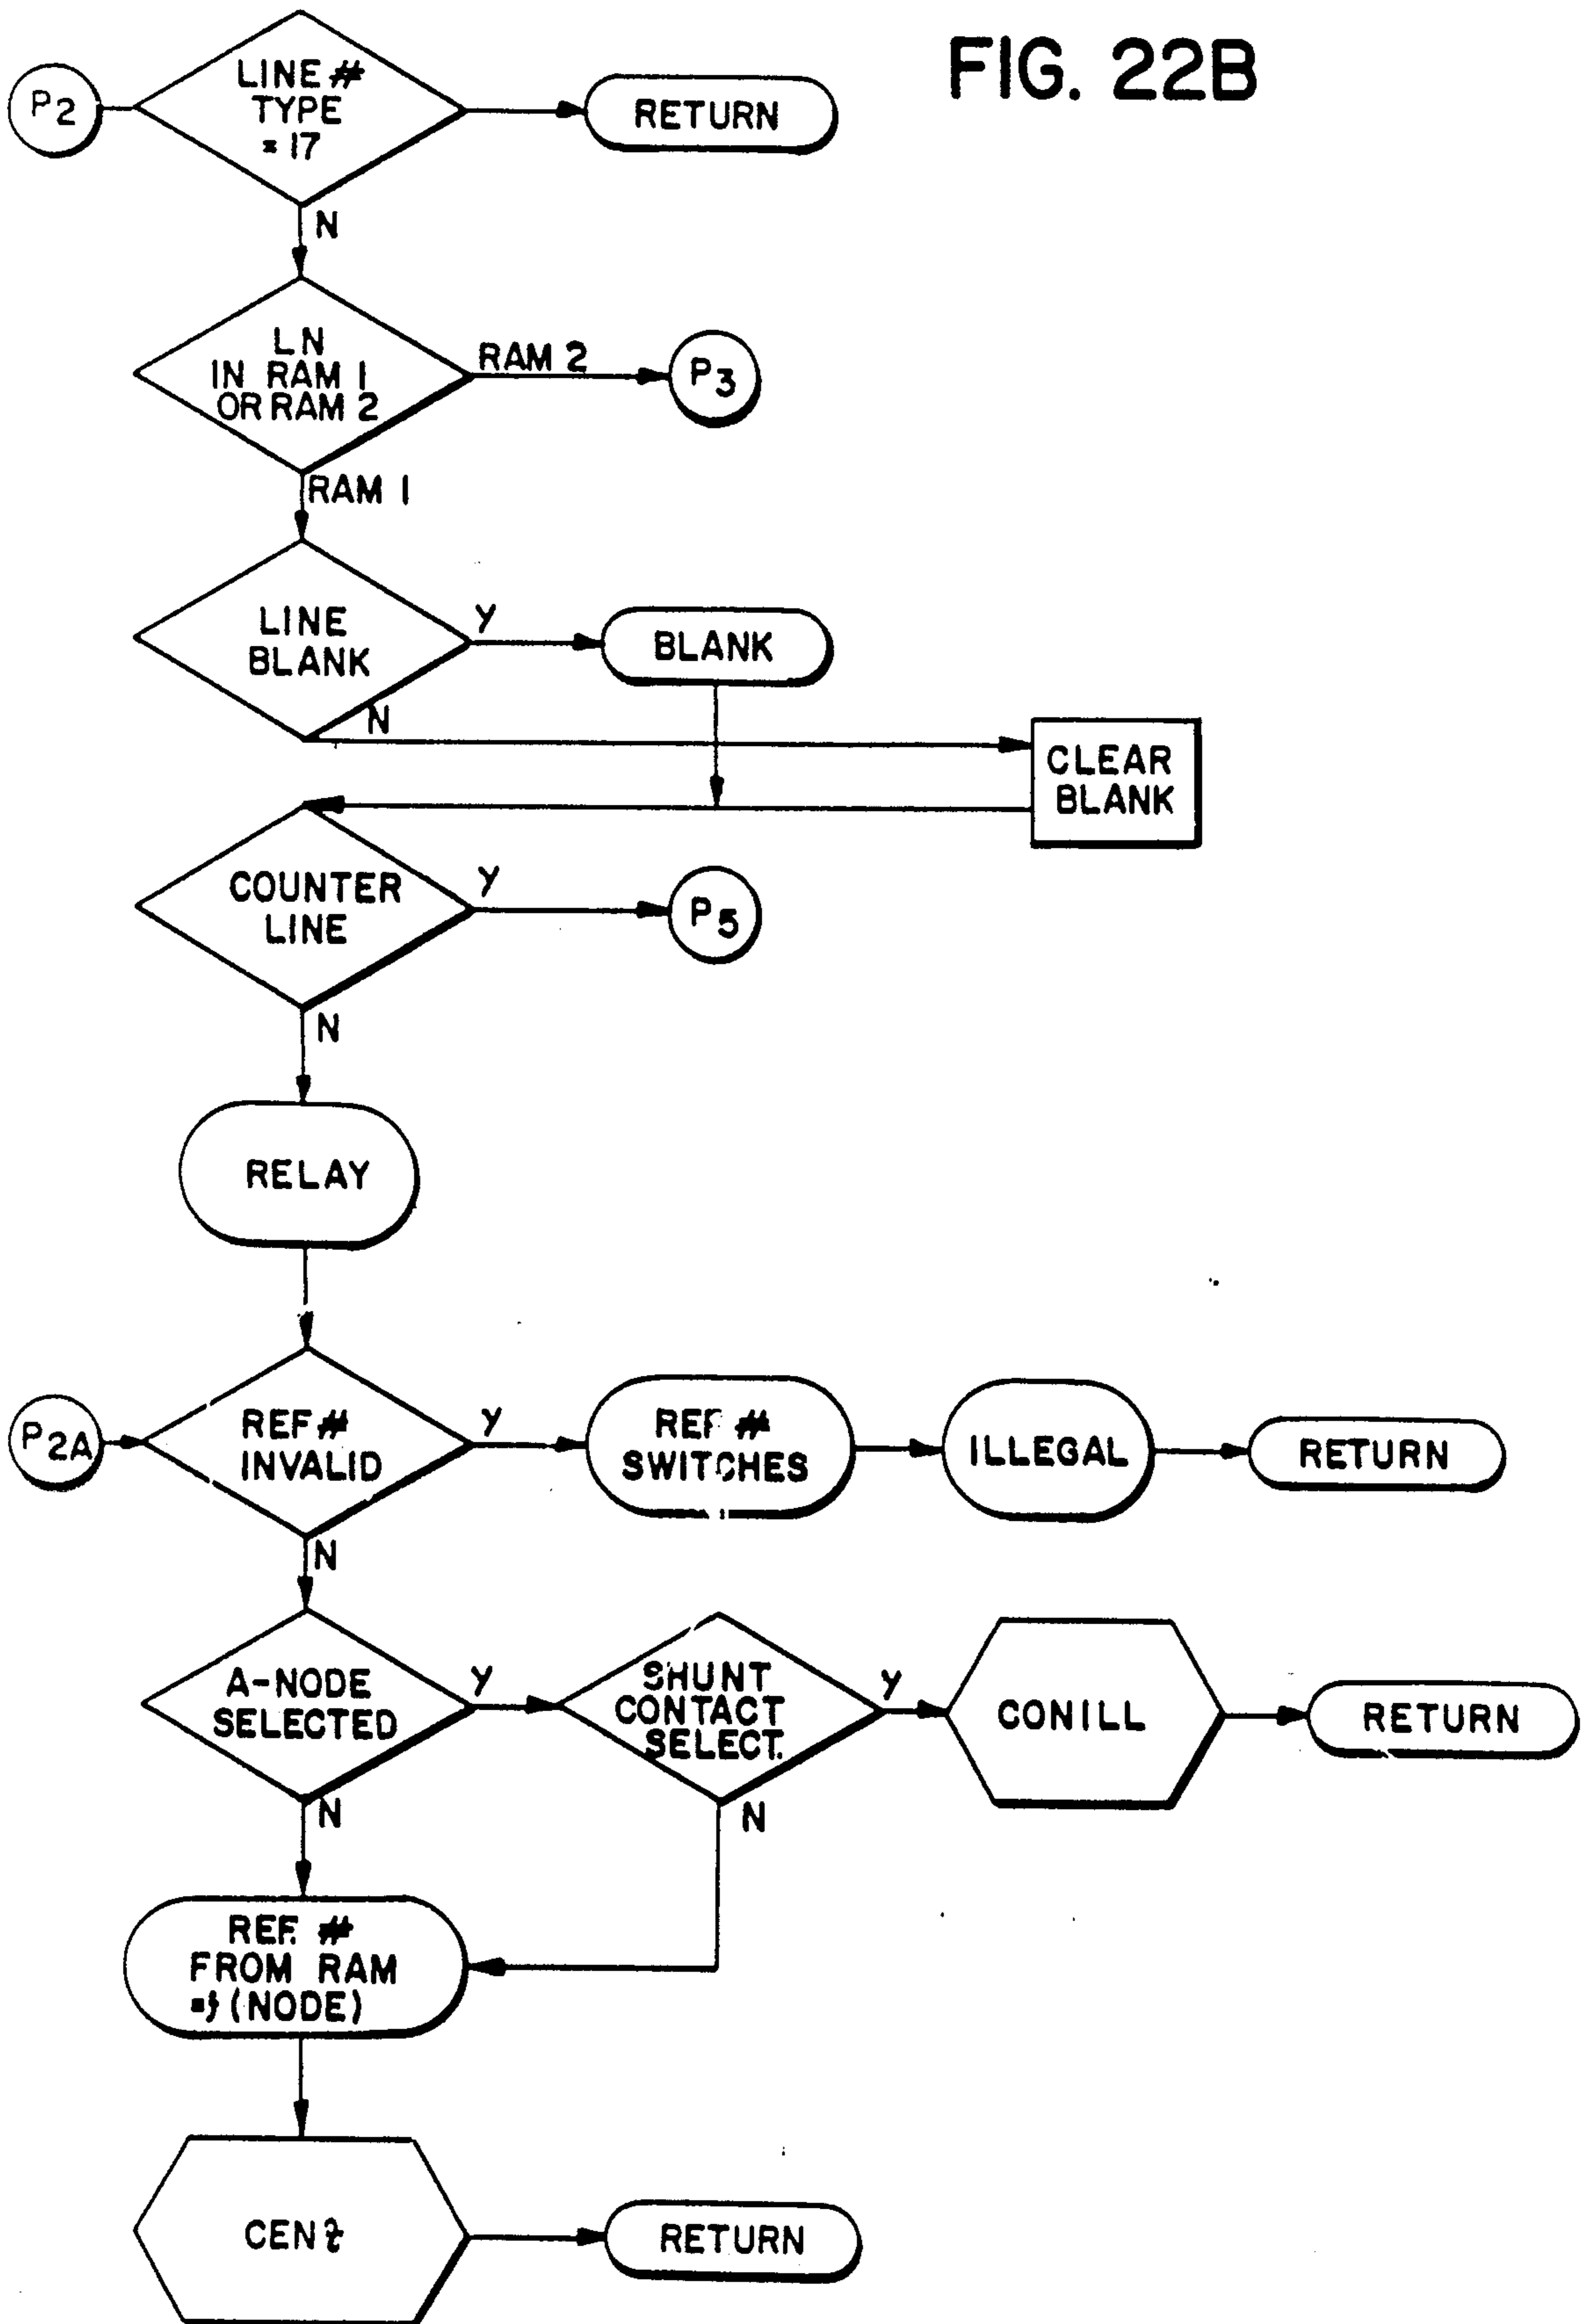 FIG. 22B
P2
LINE #
TYPE
= 17
RETURN
N
LN
IN RAM 1
OR RAM 2
RAM 2
P3
RAM 1
LINE
BLANK
Y
BLANK
N
CLEAR
BLANK
COUNTER
LINE
Y
P5
N
RELAY
P2A
REF #
INVALID
Y
REF. #
SWITCHES
ILLEGAL
RETURN
N
A-NODE
SELECTED
Y
SHUNT
CONTACT
SELECT.
Y
CONILL
RETURN
N
N
REF. #
FROM RAM
(NODE)
RETURN